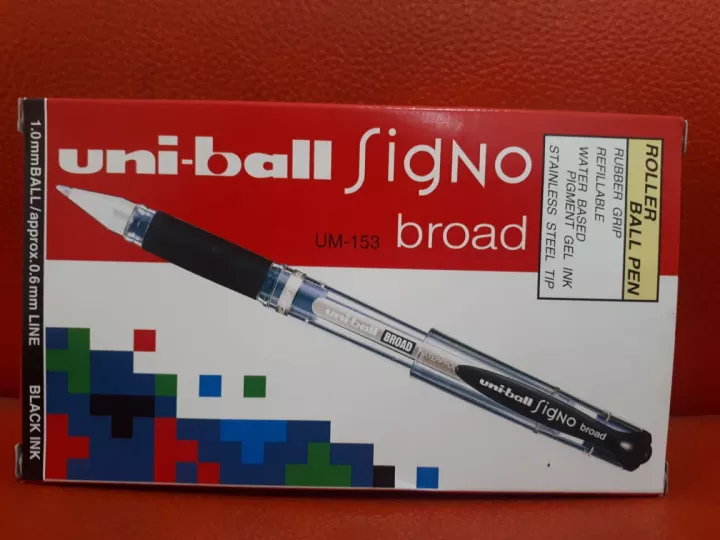 uni-ball SigNo
UM-153 broad
ROLLER
BALL PEN
RUBBER GRIP
REFILLABLE
WATER BASED
PIGMENT GEL INK
STAINLESS STEEL TIP
1.0mm BALL/approx.0.6mm LINE
BLACK INK
uni-ball BROAD
uni-ball SigNo broad